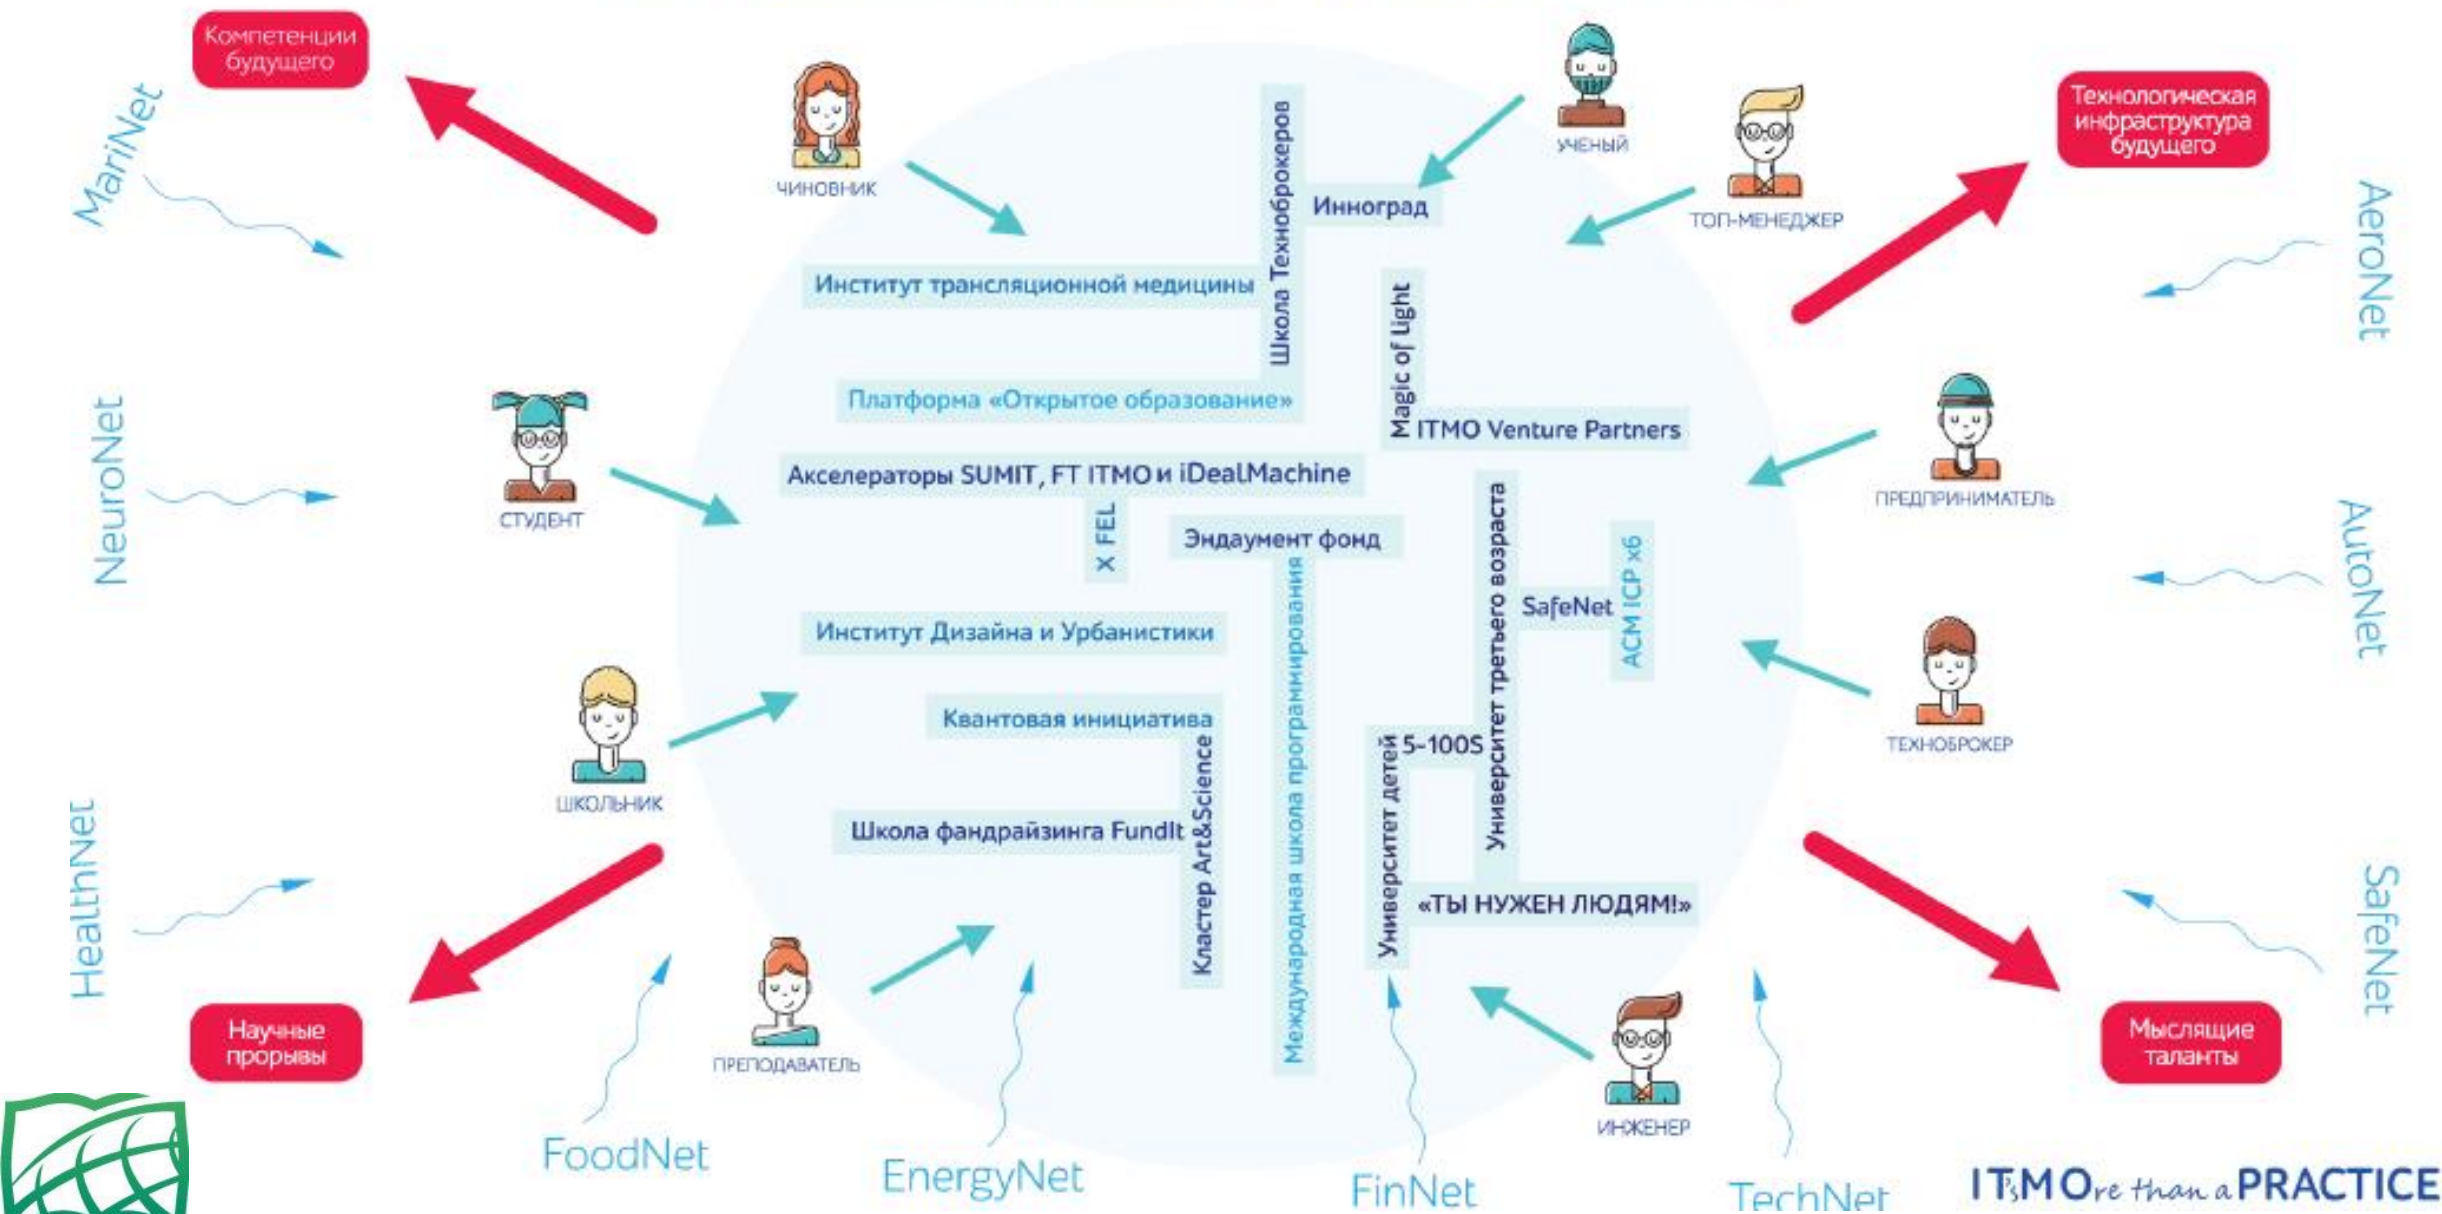 Компетенции
будущего
Технологическая
инфраструктура
будущего
MariNet
ЧИНОВНИК
УЧЕНЫЙ
ТОП-МЕНЕДЖЕР
AeroNet
Школа Техноброкеров
Инноград
Институт трансляционной медицины
Magic of Light
Платформа «Открытое образование»
ITMO Venture Partners
NeuroNet
СТУДЕНТ
Акселераторы SUMIT, FT ITMO и iDealMachine
X FEL
Эндаумент фонд
Университет третьего возраста
SafeNet
ACM ICP x6
ПРЕДПРИНИМАТЕЛЬ
AutoNet
Институт Дизайна и Урбанистики
Международная школа программирования
ШКОЛЬНИК
Квантовая инициатива
Кластер Art&Science
Университет детей
5-100S
ТЕХНОБРОКЕР
HealthNet
Школа фандрайзинга FundIt
«ТЫ НУЖЕН ЛЮДЯМ!»
SafeNet
Научные
прорывы
ПРЕПОДАВАТЕЛЬ
ИНЖЕНЕР
Мыслящие
таланты
FoodNet
EnergyNet
FinNet
TechNet
IT'sMOre than a PRACTICE